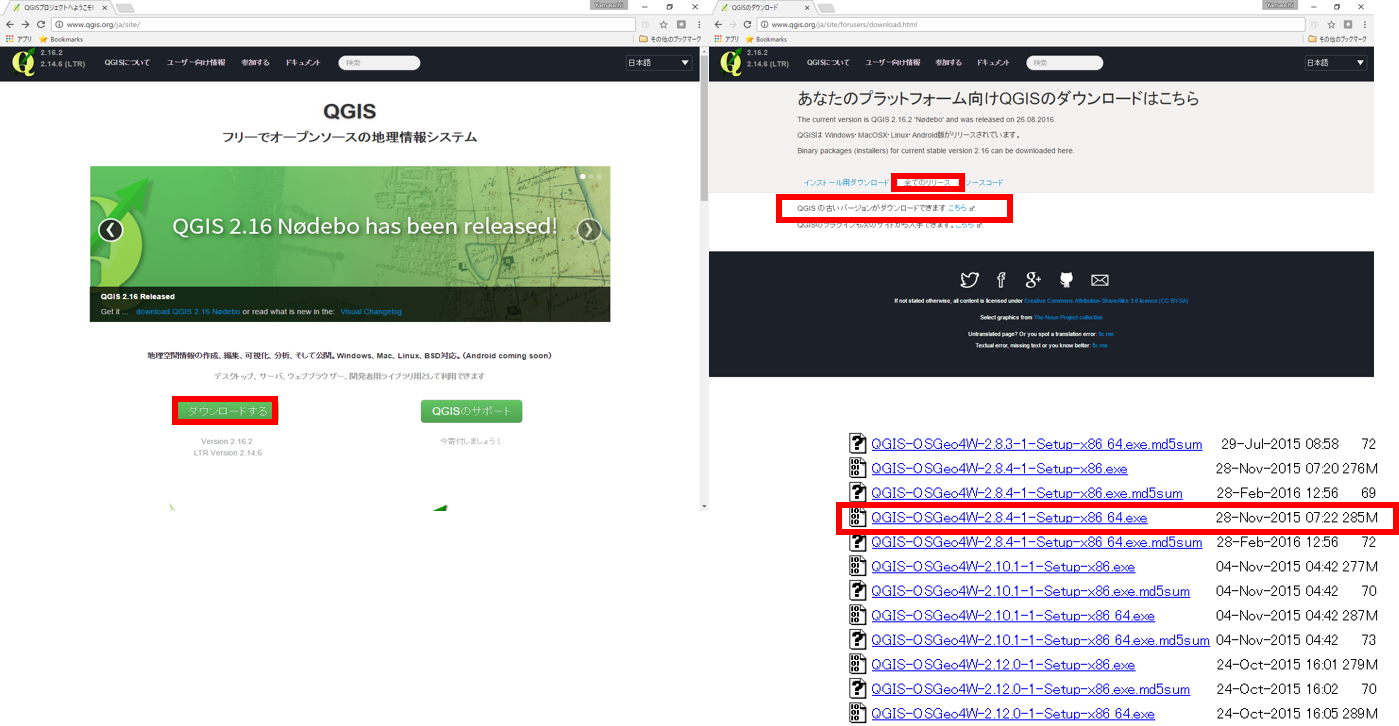 QGISプロジェクトへようこそ!
Yamauchi
www.qgis.org/ja/site/
アプリ Bookmarks その他のブックマーク
2.16.2
2.14.6 (LTR)
QGISについて ユーザー向け情報 参加する ドキュメント 検索 日本語
QGIS
フリーでオープンソースの地理情報システム
QGIS 2.16 Nødebo has been released!
QGIS 2.16 Released
Get it ... download QGIS 2.16 Nødebo or read what is new in the: Visual Changelog
地理空間情報の作成、編集、可視化、分析、そして公開。Windows、Mac、Linux、BSD対応。(Android coming soon)
デスクトップ、サーバ、ウェブブラウザー、開発者用ライブラリ用として利用できます
ダウンロードする QGISのサポート
Version 2.16.2 今寄付しましょう!
LTR Version 2.14.6
QGISのダウンロード
Yamauchi
www.qgis.org/ja/site/forusers/download.html
アプリ Bookmarks その他のブックマーク
2.16.2
2.14.6 (LTR)
QGISについて ユーザー向け情報 参加する ドキュメント 検索 日本語
あなたのプラットフォーム向けQGISのダウンロードはこちら
The current version is QGIS 2.16.2 'Nødebo' and was released on 26.08.2016.
QGISは Windows・MacOSX・Linux・Android版がリリースされています。
Binary packages (installers) for current stable version 2.16 can be downloaded here.
インストール用ダウンロード 全てのリリース ソースコード
QGIS の古いバージョンがダウンロードできます こちら
QGISのプラグインも次のサイトから入手できます。こちら
If not stated otherwise, all content is licensed under Creative Commons Attribution-ShareAlike 3.0 licence (CC BY-SA)
Select graphics from The Noun Project collection
Untranslated page? Or you spot a translation error: fix me
Textual error, missing text or you know better: fix me
QGIS-OSGeo4W-2.8.3-1-Setup-x86 64.exe.md5sum 29-Jul-2015 08:58 72
QGIS-OSGeo4W-2.8.4-1-Setup-x86.exe 28-Nov-2015 07:20 276M
QGIS-OSGeo4W-2.8.4-1-Setup-x86.exe.md5sum 28-Feb-2016 12:56 69
QGIS-OSGeo4W-2.8.4-1-Setup-x86 64.exe 28-Nov-2015 07:22 285M
QGIS-OSGeo4W-2.8.4-1-Setup-x86 64.exe.md5sum 28-Feb-2016 12:56 72
QGIS-OSGeo4W-2.10.1-1-Setup-x86.exe 04-Nov-2015 04:42 277M
QGIS-OSGeo4W-2.10.1-1-Setup-x86.exe.md5sum 04-Nov-2015 04:42 70
QGIS-OSGeo4W-2.10.1-1-Setup-x86 64.exe 04-Nov-2015 04:42 287M
QGIS-OSGeo4W-2.10.1-1-Setup-x86 64.exe.md5sum 04-Nov-2015 04:42 73
QGIS-OSGeo4W-2.12.0-1-Setup-x86.exe 24-Oct-2015 16:01 279M
QGIS-OSGeo4W-2.12.0-1-Setup-x86.exe.md5sum 24-Oct-2015 16:02 70
QGIS-OSGeo4W-2.12.0-1-Setup-x86 64.exe 24-Oct-2015 16:05 289M